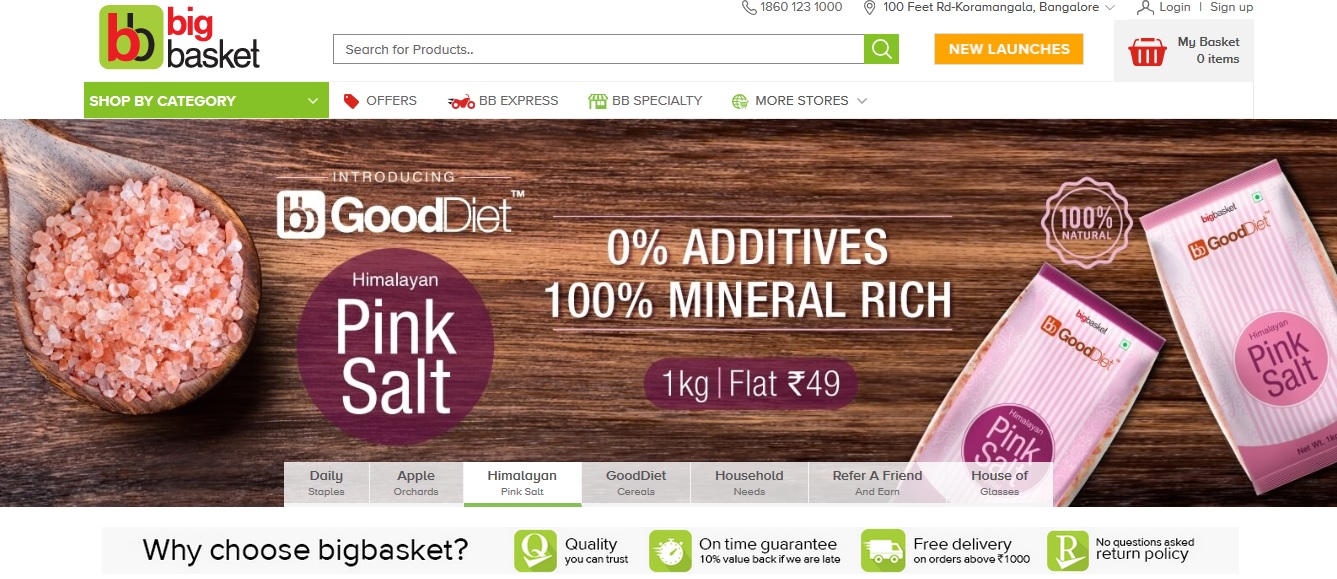 bb big basket
1860 123 1000
100 Feet Rd-Koramangala, Bangalore
Login | Sign up
Search for Products..
NEW LAUNCHES
My Basket
0 items
SHOP BY CATEGORY
OFFERS
BB EXPRESS
BB SPECIALTY
MORE STORES
INTRODUCING
bb GoodDiet™
Himalayan
Pink
Salt
0% ADDITIVES
100% MINERAL RICH
1kg | Flat ₹49
100%
NATURAL
bigbasket
bb GoodDiet™
Himalayan
Pink
Salt
bigbasket
bb GoodDiet™
Himalayan
Pink
Salt
Net Wt.
Daily
Staples
Apple
Orchards
Himalayan
Pink Salt
GoodDiet
Cereals
Household
Needs
Refer A Friend
And Earn
House of
Glasses
Why choose bigbasket?
Q
Quality
you can trust
On time guarantee
10% value back if we are late
Free delivery
on orders above ₹1000
R
No questions asked
return policy